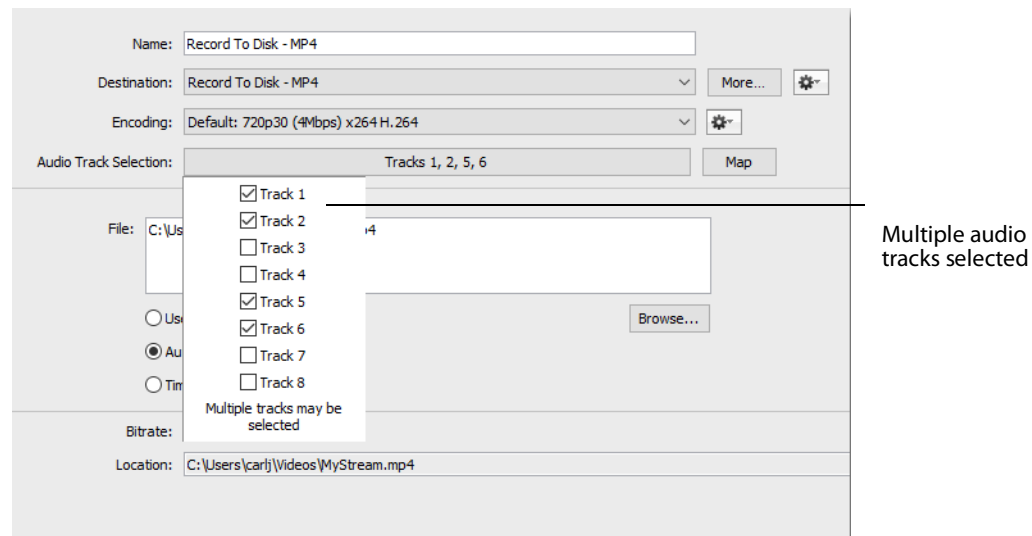 Name: Record To Disk - MP4
Destination: Record To Disk - MP4 More...
Encoding: Default: 720p30 (4Mbps) x264 H.264
Audio Track Selection: Tracks 1, 2, 5, 6 Map
Track 1
Track 2
Track 3
Track 4
Track 5
Track 6
Track 7
Track 8
Multiple tracks may be
selected
File: C:\Us
Browse...
Bitrate:
Location: C:\Users\carlj\Videos\MyStream.mp4
Multiple audio
tracks selected